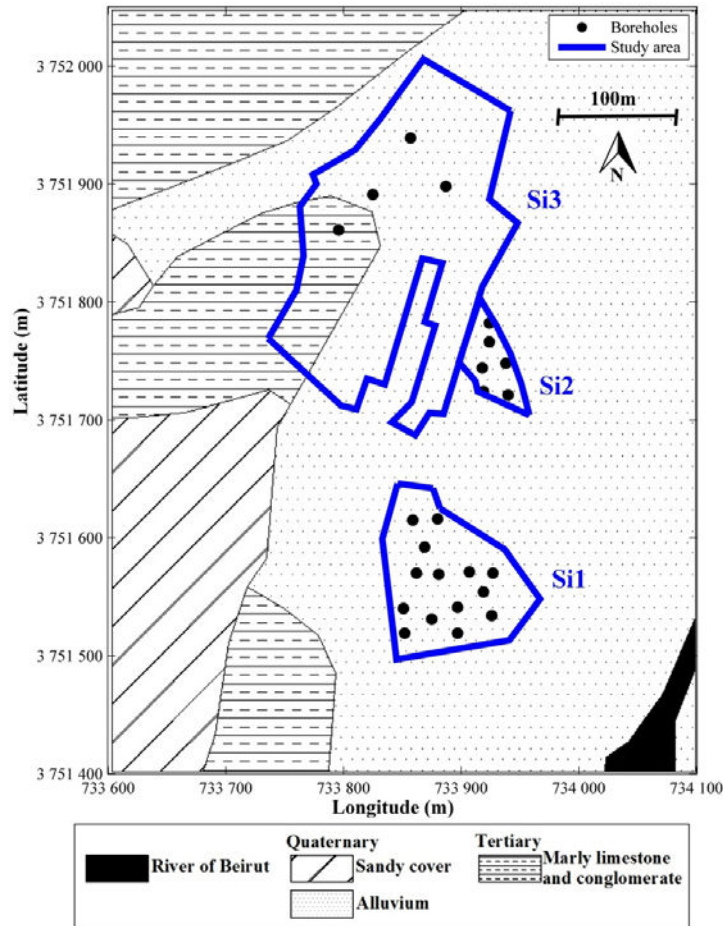 Boreholes
Study area
3 752 000
100m
3 751 900
N
Si3
3 751 800
Latitude (m)
Si2
3 751 700
3 751 600
Si1
3 751 500
3 751 400
733 600 733 700 733 800 733 900 734 000 734 100
Longitude (m)
Quaternary Tertiary
River of Beirut Sandy cover Marly limestone
and conglomerate
Alluvium